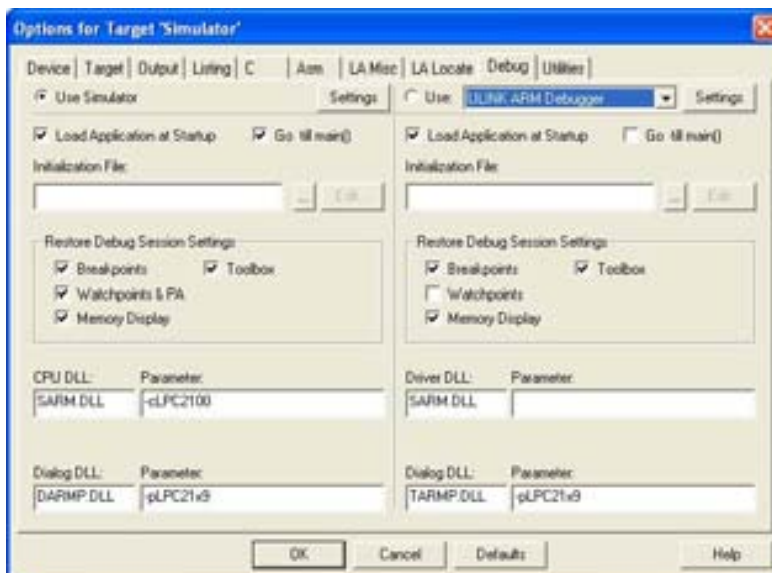 Options for Target 'Simulator'
Device Target Output Listing C Asm LA Misc LA Locate Debug Utilities
Use Simulator Settings Use: ULINK ARM Debugger Settings
Load Application at Startup Go till main() Load Application at Startup Go till main()
Initialization File: Initialization File:
... Edit... ... Edit...
Restore Debug Session Settings Restore Debug Session Settings
Breakpoints Toolbox Breakpoints Toolbox
Watchpoints & PA Watchpoints
Memory Display Memory Display
CPU DLL: Parameter: Driver DLL: Parameter:
SARM.DLL -cLPC2100 SARM.DLL
Dialog DLL: Parameter: Dialog DLL: Parameter:
DARMP.DLL -pLPC21x9 TARMP.DLL -pLPC21x9
OK Cancel Defaults Help